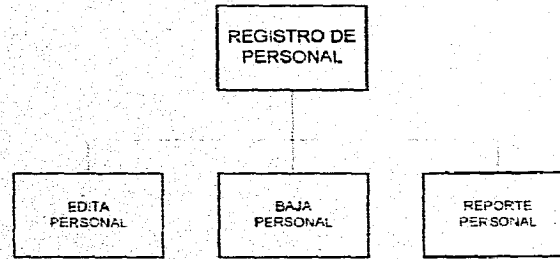 REGISTRO DE
PERSONAL
EDITA
PERSONAL
BAJA
PERSONAL
REPORTE
PERSONAL